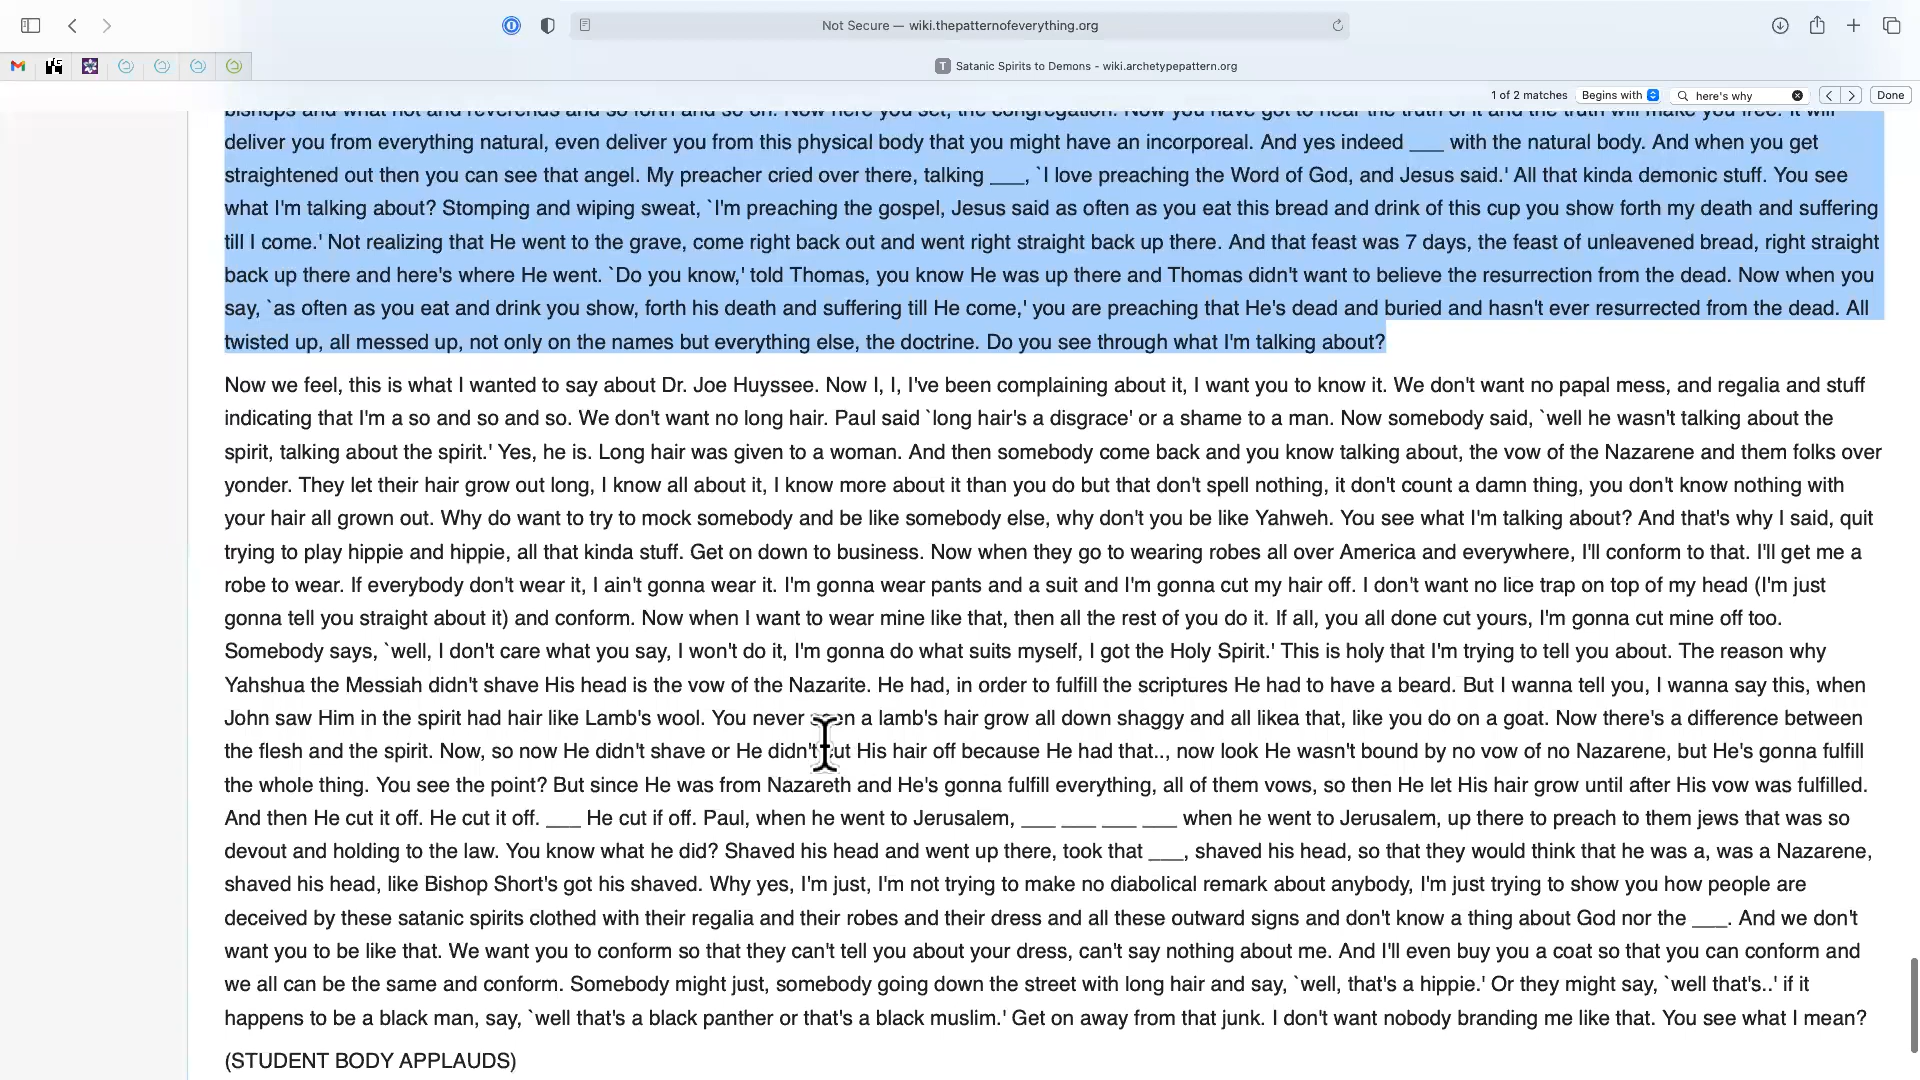 Not Secure — wiki.thepatternofeverything.org
Satanic Spirits to Demons - wiki.archetypepattern.org
1 of 2 matches Begins with here's why Done
bishops and what not and reverends and so forth and so on. Now here you set, the congregation. Now you have got to hear the truth of it and the truth will make you free. It will
deliver you from everything natural, even deliver you from this physical body that you might have an incorporeal. And yes indeed ___ with the natural body. And when you get
straightened out then you can see that angel. My preacher cried over there, talking ___, `I love preaching the Word of God, and Jesus said.' All that kinda demonic stuff. You see
what I'm talking about? Stomping and wiping sweat, `I'm preaching the gospel, Jesus said as often as you eat this bread and drink of this cup you show forth my death and suffering
till I come.' Not realizing that He went to the grave, come right back out and went right straight back up there. And that feast was 7 days, the feast of unleavened bread, right straight
back up there and here's where He went. `Do you know,' told Thomas, you know He was up there and Thomas didn't want to believe the resurrection from the dead. Now when you
say, `as often as you eat and drink you show, forth his death and suffering till He come,' you are preaching that He's dead and buried and hasn't ever resurrected from the dead. All
twisted up, all messed up, not only on the names but everything else, the doctrine. Do you see through what I'm talking about?
Now we feel, this is what I wanted to say about Dr. Joe Huyssee. Now I, I, I've been complaining about it, I want you to know it. We don't want no papal mess, and regalia and stuff
indicating that I'm a so and so and so. We don't want no long hair. Paul said `long hair's a disgrace' or a shame to a man. Now somebody said, `well he wasn't talking about the
spirit, talking about the spirit.' Yes, he is. Long hair was given to a woman. And then somebody come back and you know talking about, the vow of the Nazarene and them folks over
yonder. They let their hair grow out long, I know all about it, I know more about it than you do but that don't spell nothing, it don't count a damn thing, you don't know nothing with
your hair all grown out. Why do want to try to mock somebody and be like somebody else, why don't you be like Yahweh. You see what I'm talking about? And that's why I said, quit
trying to play hippie and hippie, all that kinda stuff. Get on down to business. Now when they go to wearing robes all over America and everywhere, I'll conform to that. I'll get me a
robe to wear. If everybody don't wear it, I ain't gonna wear it. I'm gonna wear pants and a suit and I'm gonna cut my hair off. I don't want no lice trap on top of my head (I'm just
gonna tell you straight about it) and conform. Now when I want to wear mine like that, then all the rest of you do it. If all, you all done cut yours, I'm gonna cut mine off too.
Somebody says, `well, I don't care what you say, I won't do it, I'm gonna do what suits myself, I got the Holy Spirit.' This is holy that I'm trying to tell you about. The reason why
Yahshua the Messiah didn't shave His head is the vow of the Nazarite. He had, in order to fulfill the scriptures He had to have a beard. But I wanna tell you, I wanna say this, when
John saw Him in the spirit had hair like Lamb's wool. You never seen a lamb's hair grow all down shaggy and all likea that, like you do on a goat. Now there's a difference between
the flesh and the spirit. Now, so now He didn't shave or He didn't cut His hair off because He had that.., now look He wasn't bound by no vow of no Nazarene, but He's gonna fulfill
the whole thing. You see the point? But since He was from Nazareth and He's gonna fulfill everything, all of them vows, so then He let His hair grow until after His vow was fulfilled.
And then He cut it off. He cut it off. ___ He cut if off. Paul, when he went to Jerusalem, ___ ___ ___ ___ when he went to Jerusalem, up there to preach to them jews that was so
devout and holding to the law. You know what he did? Shaved his head and went up there, took that ___, shaved his head, so that they would think that he was a, was a Nazarene,
shaved his head, like Bishop Short's got his shaved. Why yes, I'm just, I'm not trying to make no diabolical remark about anybody, I'm just trying to show you how people are
deceived by these satanic spirits clothed with their regalia and their robes and their dress and all these outward signs and don't know a thing about God nor the ___. And we don't
want you to be like that. We want you to conform so that they can't tell you about your dress, can't say nothing about me. And I'll even buy you a coat so that you can conform and
we all can be the same and conform. Somebody might just, somebody going down the street with long hair and say, `well, that's a hippie.' Or they might say, `well that's..' if it
happens to be a black man, say, `well that's a black panther or that's a black muslim.' Get on away from that junk. I don't want nobody branding me like that. You see what I mean?
(STUDENT BODY APPLAUDS)